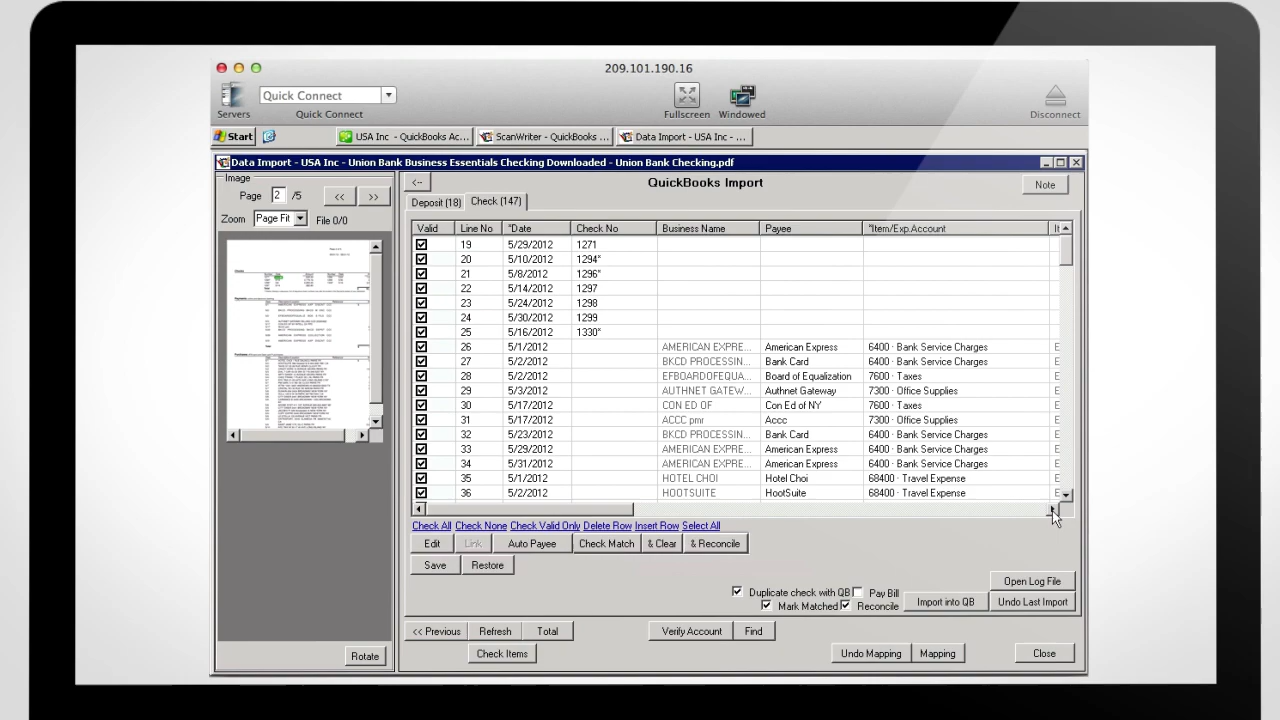 209.101.190.16
Quick Connect
Servers Quick Connect Fullscreen Windowed Disconnect
Start USA Inc - QuickBooks Ac... ScanWriter - QuickBooks ... Data Import - USA Inc - ...
Data Import - USA Inc - Union Bank Business Essentials Checking Downloaded - Union Bank Checking.pdf
Image <-- QuickBooks Import Note
Page 2 /5 << >>
Zoom Page Fit File 0/0
Deposit (18) Check (147)
Valid Line No *Date Check No Business Name Payee *Item/Exp.Account
19 5/29/2012 1271
20 5/10/2012 1294*
21 5/8/2012 1296*
22 5/14/2012 1297
23 5/24/2012 1298
24 5/30/2012 1299
5/16/2012 1330*
26 5/1/2012 AMERICAN EXPRE... American Express 6400 · Bank Service Charges E
27 5/2/2012 BKCD PROCESSIN... Bank Card 6400 · Bank Service Charges E
5/2/2012 EFBOARDOFEQUA... Board of Equalization 7600 · Taxes E
5/3/2012 AUTHNET GATEW... Authnet Gateway 7300 · Office Supplies E
5/17/2012 CON ED OF Con Ed of NY 7600 · Taxes E
31 5/17/2012 ACCC pmr Accc 7300 · Office Supplies E
32 5/23/2012 BKCD PROCESSIN... Bank Card 6400 · Bank Service Charges E
33 5/29/2012 AMERICAN EXPRE... American Express 6400 · Bank Service Charges E
34 5/31/2012 AMERICAN EXPRE... American Express 6400 · Bank Service Charges E
35 5/1/2012 HOTEL CHOI Hotel Choi 68400 · Travel Expense E
36 5/2/2012 HOOTSUITE HootSuite 68400 · Travel Expense E
Check All Check None Check Valid Only Delete Row Insert Row Select All
Edit Link Auto Payee Check Match & Clear & Reconcile
Save Restore
Open Log File
Duplicate check with QB Pay Bill
Mark Matched Reconcile Import into QB Undo Last Import
<< Previous Refresh Total Verify Account Find
Rotate Check Items Undo Mapping Mapping Close